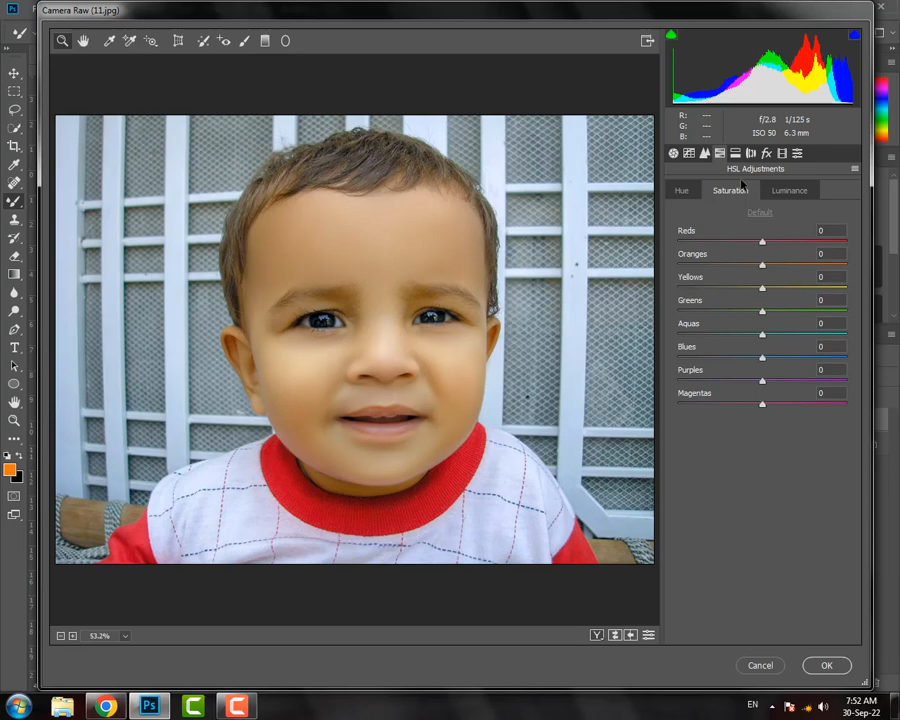 Camera Raw (11.jpg)
R: ---
G: ---
B: ---
f/2.8 1/125 s
ISO 50 6.3 mm
HSL Adjustments
Hue Saturation Luminance
Default
Reds 0
Oranges 0
Yellows 0
Greens 0
Aquas 0
Blues 0
Purples 0
Magentas 0
53.2%
Y
Cancel OK
EN
7:52 AM
30-Sep-22